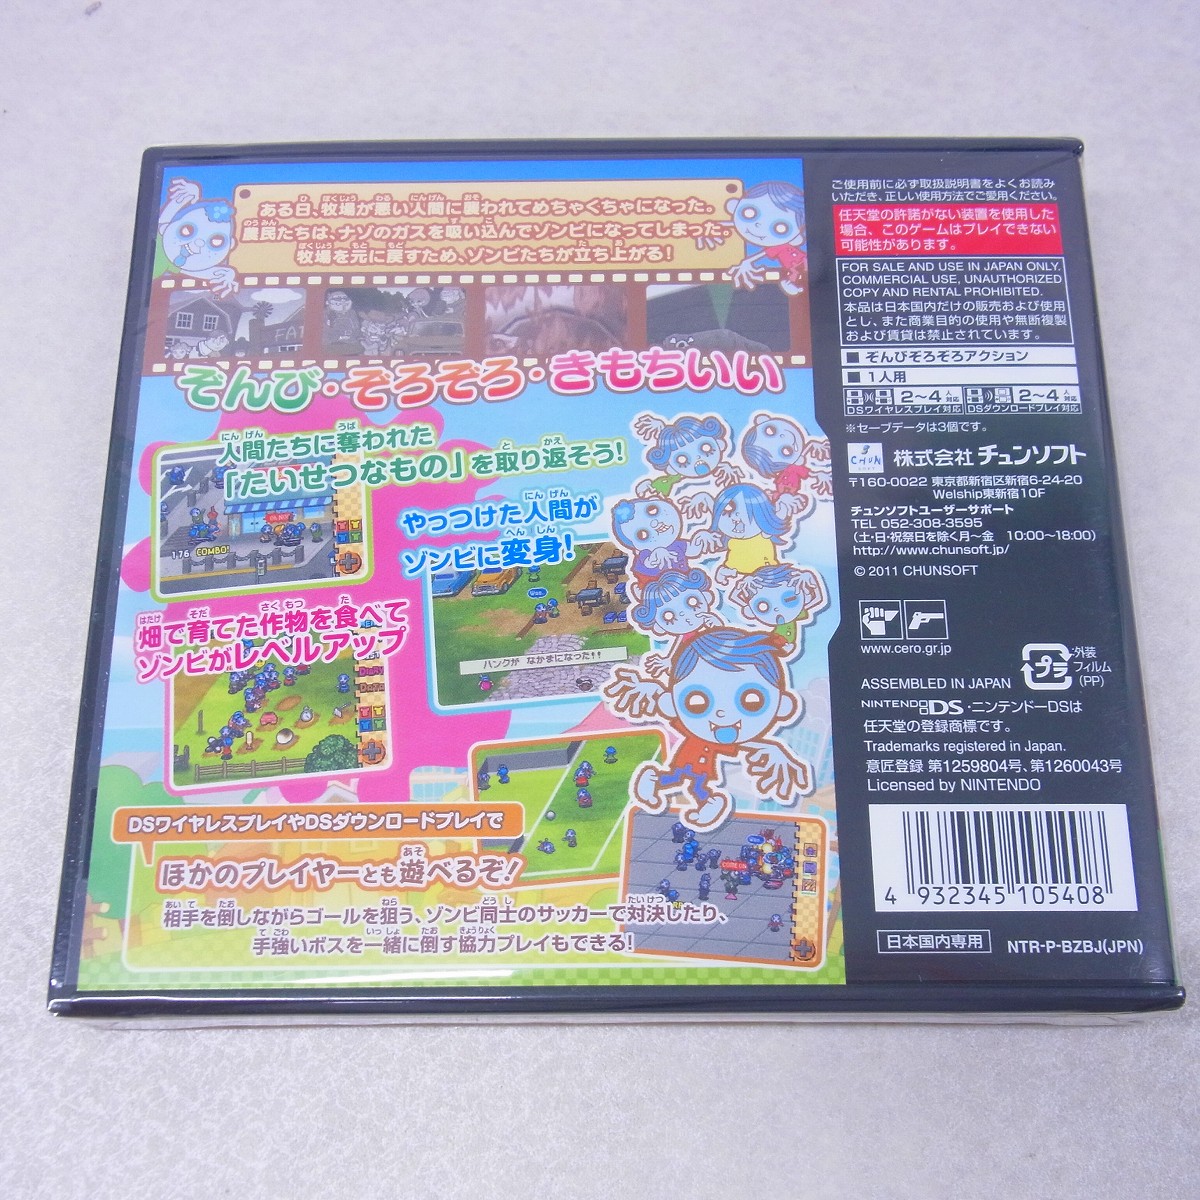 ある日、牧場が悪い人間に襲われてめちゃくちゃになった。
農民たちは、ナゾのガスを吸い込んでゾンビになってしまった。
牧場を元に戻すため、ゾンビたちが立ち上がる!
ぞんび・ぞろぞろ・きもちいい
人間たちに奪われた
「たいせつなもの」を取り返そう!
176 COMBO!
やっつけた人間が
ゾンビに変身!
ハンクが なかまになった!!
畑で育てた作物を食べて
ゾンビがレベルアップ
DSワイヤレスプレイやDSダウンロードプレイで
ほかのプレイヤーとも遊べるぞ!
相手を倒しながらゴールを狙う、ゾンビ同士のサッカーで対決したり、
手強いボスを一緒に倒す協力プレイもできる!
ご使用前に必ず取扱説明書をよくお読み
いただき、正しい使用方法でご愛用ください。
任天堂の許諾がない装置を使用した
場合、このゲームはプレイできない
可能性があります。
FOR SALE AND USE IN JAPAN ONLY.
COMMERCIAL USE, UNAUTHORIZED
COPY AND RENTAL PROHIBITED.
本品は日本国内だけの販売および使用
とし、また商業目的の使用や無断複製
および賃貸は禁止されています。
■ ぞんびぞろぞろアクション
■ 1人用
2〜4人対応 2〜4人対応
DSワイヤレスプレイ対応 DSダウンロードプレイ対応
※セーブデータは3個です。
CHUN SOFT 株式会社 チュンソフト
〒160-0022 東京都新宿区新宿6-24-20
Welship東新宿10F
チュンソフトユーザーサポート
TEL 052-308-3595
(土・日・祝祭日を除く月〜金 10:00〜18:00)
http://www.chunsoft.jp/
© 2011 CHUNSOFT
www.cero.gr.jp
プラ
外装
フィルム
(PP)
ASSEMBLED IN JAPAN
NINTENDO DS・ニンテンドーDSは
任天堂の登録商標です。
Trademarks registered in Japan.
意匠登録 第1259804号、第1260043号
Licensed by NINTENDO
4 932345 105408
日本国内専用
NTR-P-BZBJ(JPN)